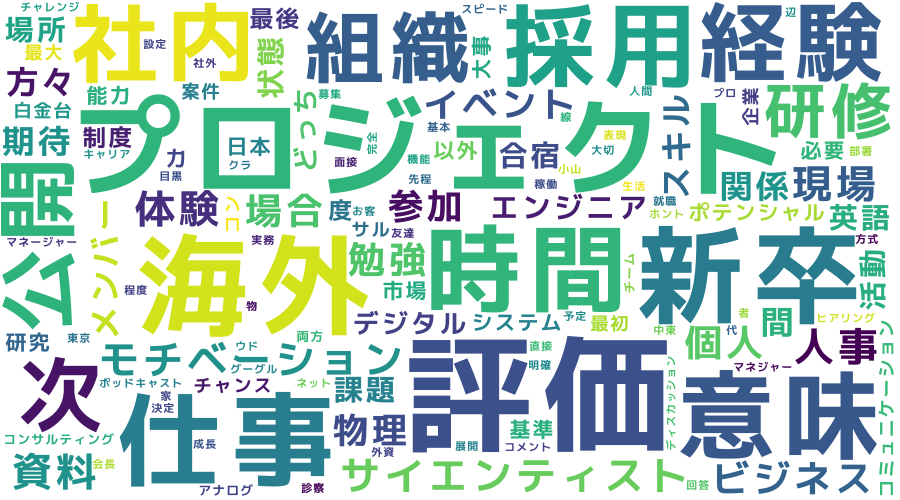 チャレンジ
場所
最大
社内
設定
社外
最後
状態
組織
スピード
大事
採用
経験
辺
方々
能力
案件
白金台
期待
制度
キャリア
力
目黒
プロジェクト
日本
クラ
どっち
募集
面接
完全
イベント
基本
機能
以外
先程
合宿
線
表現
大切
小山
稼働
生活
人間
スキル
プロ
企業
研修
必要
部署
関係
現場
就職
ホント
ポテンシャル
英語
公開
マネージャー
メンバー
体験
コン
場合
度
お客
参加
エンジニア
サル
友達
実務
海外
程度
物
勉強
市場
時間
チーム
新卒
方式
活動
研究
東京
両方
デジタル
システム
予定
最初
中東
個人
者
代
間
ヒアリング
人事
次
モチベーション
ウド
グーグル
ポッドキャスト
チャンス
ネット
課題
直接
明確
評価
ディスカッション
マネジャー
意味
コミュニケーション
家
決定
コンサルティング
資料
会長
仕事
成長
アナログ
診察
物理
外資
展開
コメント
基準
サイエンティスト
回答
ビジネス